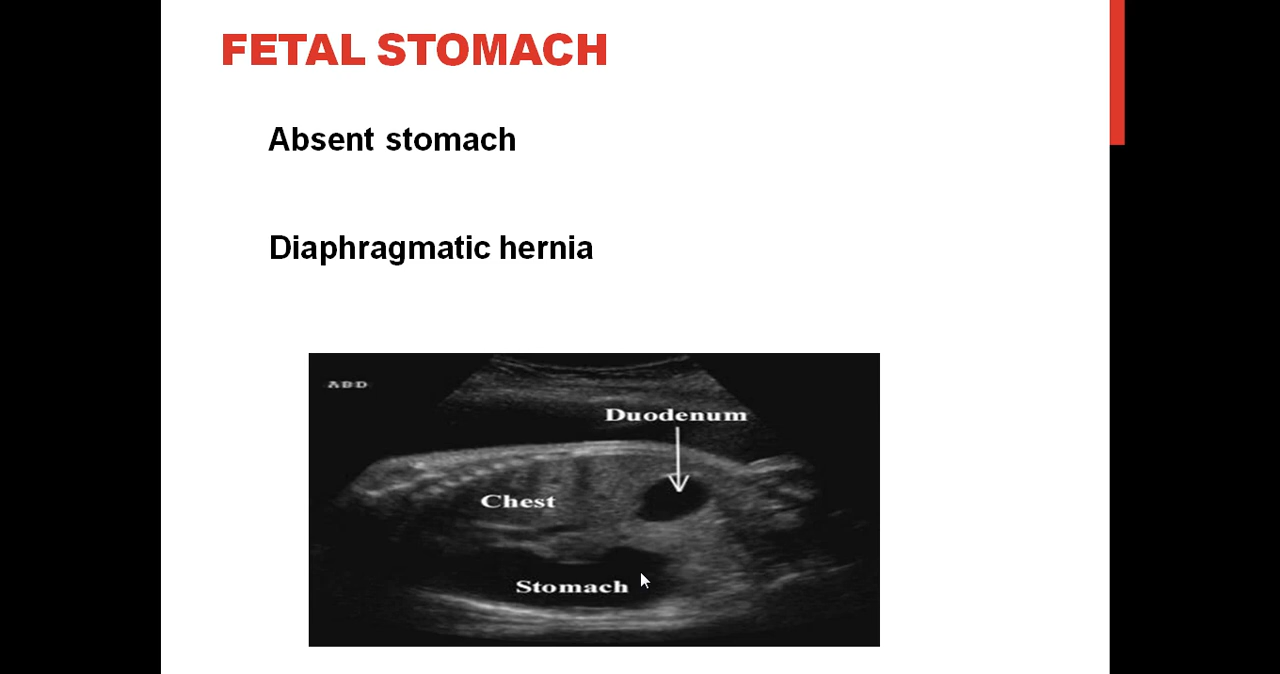 FETAL STOMACH
Absent stomach
Diaphragmatic hernia
ABD
Duodenum
Chest
Stomach